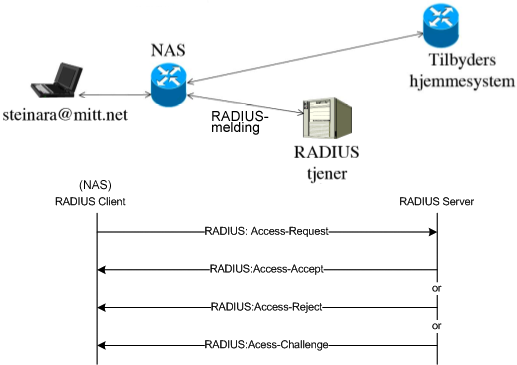 NAS
Tilbyders
hjemmesystem
steinara@mitt.net
RADIUS-
melding
RADIUS
tjener
(NAS)
RADIUS Client
RADIUS Server
RADIUS: Access-Request
RADIUS:Access-Accept
or
RADIUS:Access-Reject
or
RADIUS:Acess-Challenge